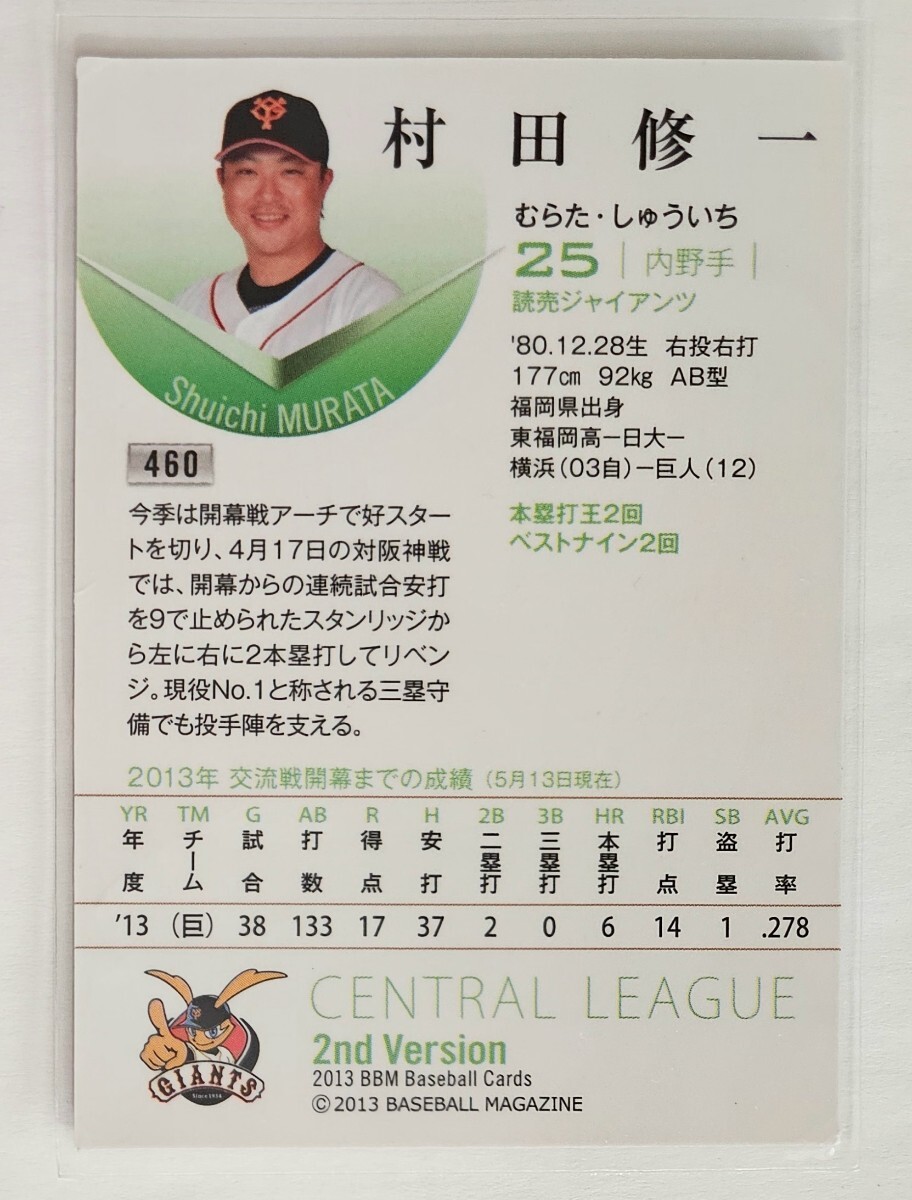 村田修一
むらた・しゅういち
25 | 内野手 |
読売ジャイアンツ
'80.12.28生 右投右打
177cm 92kg AB型
福岡県出身
東福岡高ー日大ー
横浜(03自)ー巨人(12)
本塁打王2回
ベストナイン2回
Shuichi MURATA
460
今季は開幕戦アーチで好スター
トを切り、4月17日の対阪神戦
では、開幕からの連続試合安打
を9で止められたスタンリッジか
ら左に右に2本塁打してリベン
ジ。現役No.1と称される三塁守
備でも投手陣を支える。
2013年 交流戦開幕までの成績(5月13日現在)
YR TM G AB R H 2B 3B HR RBI SB AVG
年度 チーム 試合 打数 得点 安打 二塁打 三塁打 本塁打 打点 盗塁 打率
'13 (巨) 38 133 17 37 2 0 6 14 1 .278
GIANTS
Since 1934
CENTRAL LEAGUE
2nd Version
2013 BBM Baseball Cards
©2013 BASEBALL MAGAZINE